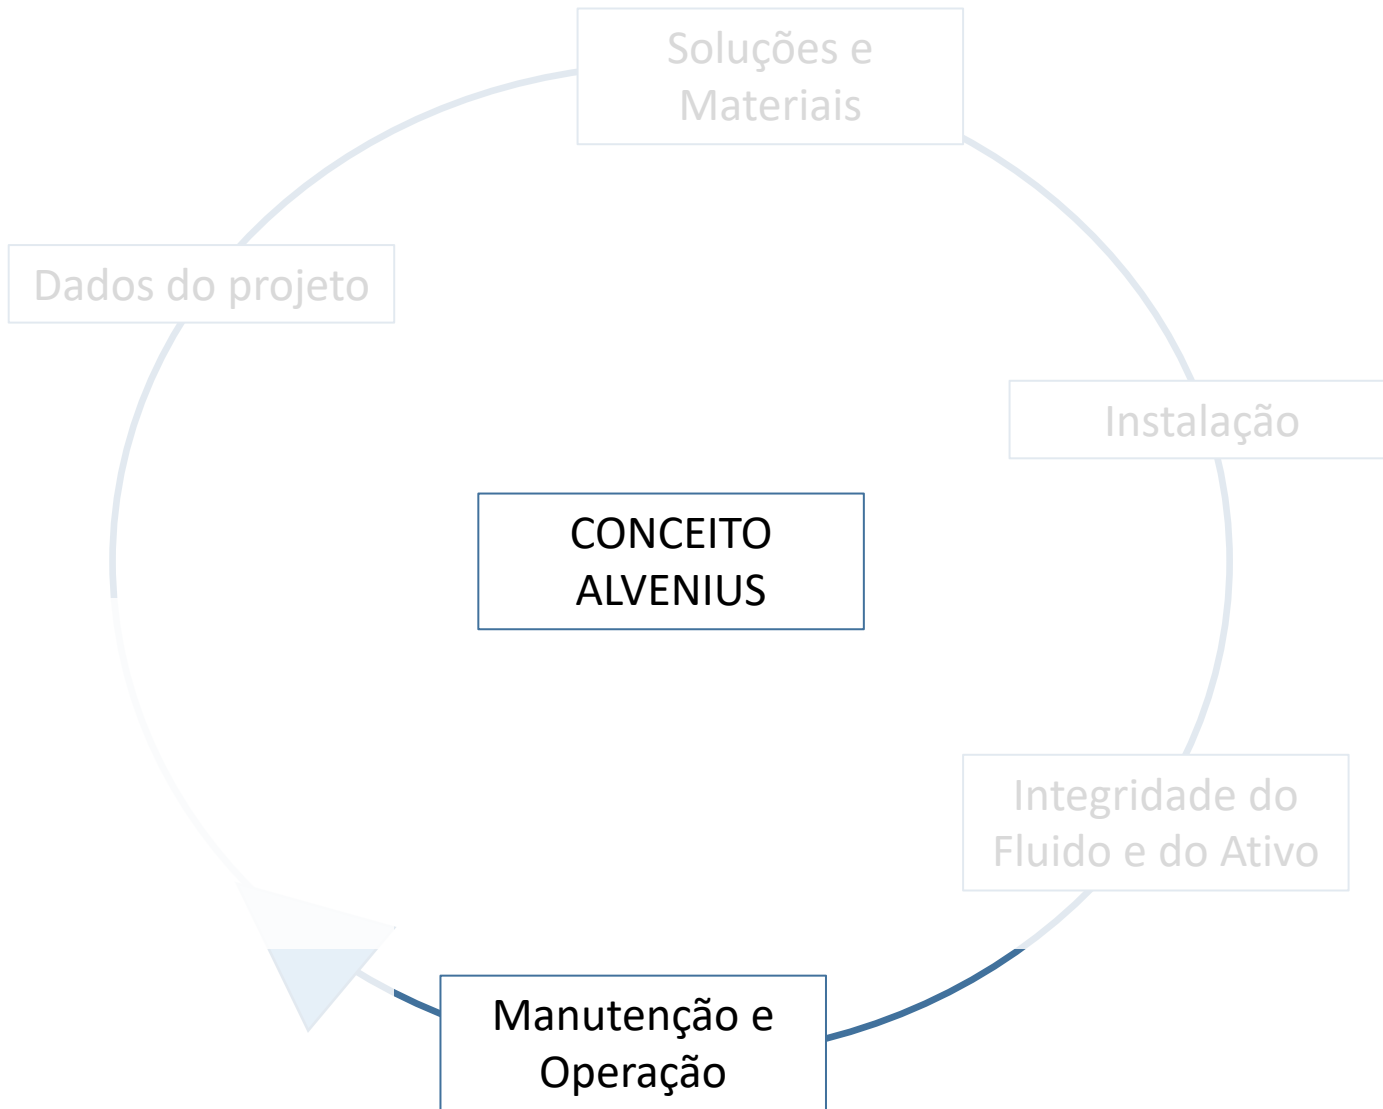 Soluções e
Materiais
Dados do projeto
Instalação
CONCEITO
ALVENIUS
Integridade do
Fluido e do Ativo
Manutenção e
Operação